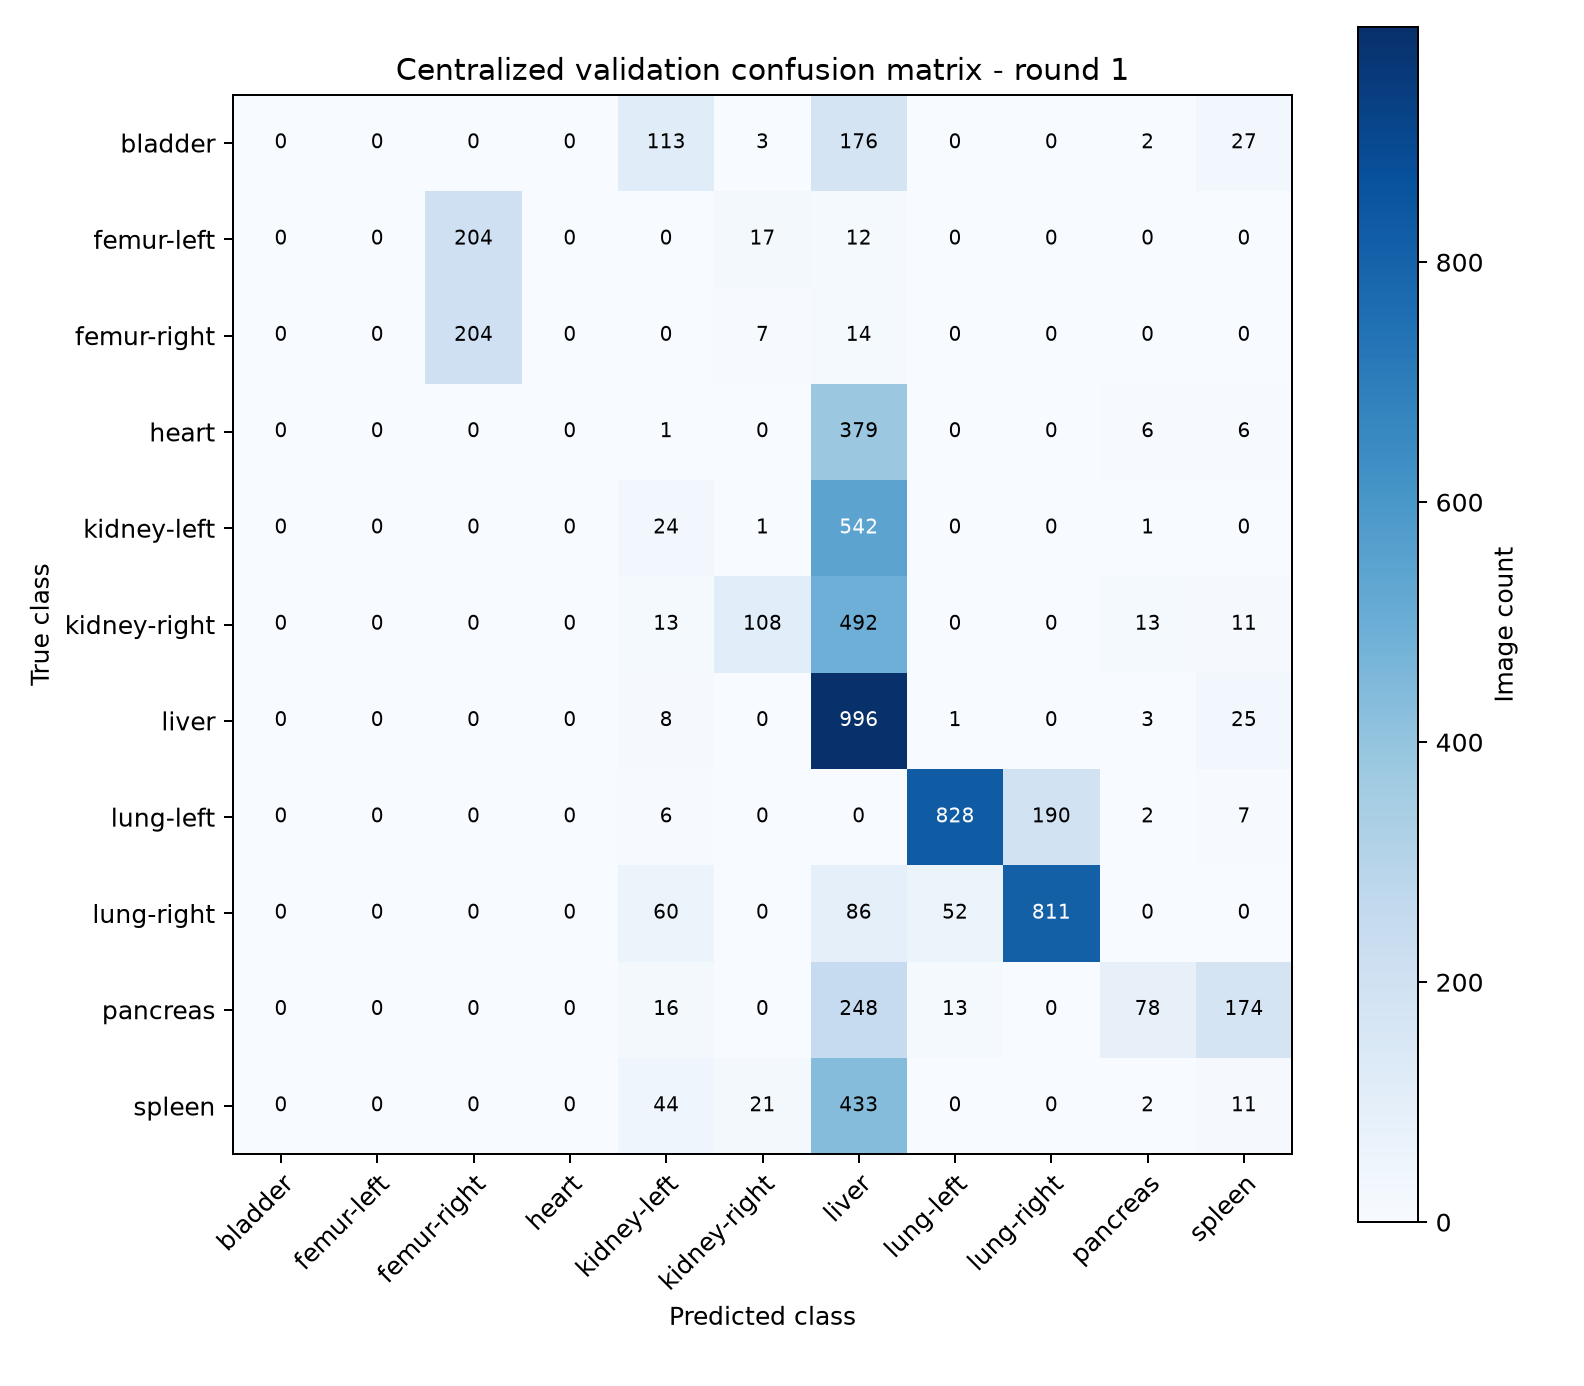 Centralized validation confusion matrix - round 1
bladder 0 0 0 0 113 3 176 0 0 2 27
femur-left 0 0 204 0 0 17 12 0 0 0 0
femur-right 0 0 204 0 0 7 14 0 0 0 0
heart 0 0 0 0 1 0 379 0 0 6 6
kidney-left 0 0 0 0 24 1 542 0 0 1 0
kidney-right 0 0 0 0 13 108 492 0 0 13 11
liver 0 0 0 0 8 0 996 1 0 3 25
lung-left 0 0 0 0 6 0 0 828 190 2 7
lung-right 0 0 0 0 60 0 86 52 811 0 0
pancreas 0 0 0 0 16 0 248 13 0 78 174
spleen 0 0 0 0 44 21 433 0 0 2 11
bladder femur-left femur-right heart kidney-left kidney-right liver lung-left lung-right pancreas spleen
Predicted class
True class
800
600
400
200
0
Image count